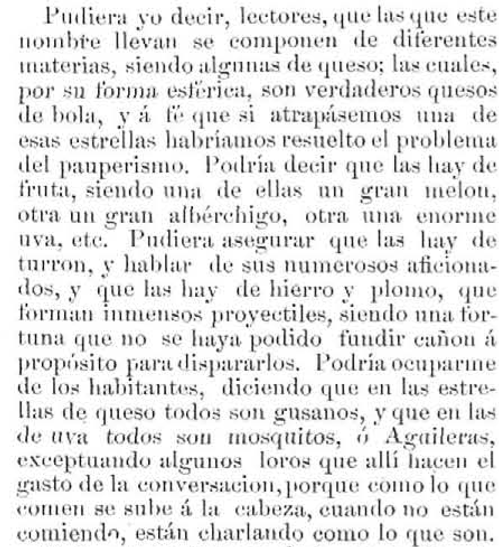 Pudiera yo decir, lectores, que las que este
nombre llevan se componen de diferentes
materias, siendo algunas de queso; las cuales,
por su forma esférica, son verdaderos quesos
de bola, y á fé que si atrapásemos una de
esas estrellas habríamos resuelto el problema
del pauperismo. Podría decir que las hay de
fruta, siendo una de ellas un gran melon,
otra un gran albérchigo, otra una enorme
uva, etc. Pudiera asegurar que las hay de
turron, y hablar de sus numerosos aficiona-
dos, y que las hay de hierro y plomo, que
forman inmensos proyectiles, siendo una for-
tuna que no se haya podido fundir cañon á
propósito para dispararlos. Podría ocuparme
de los habitantes, diciendo que en las estre-
llas de queso todos son gusanos, y que en las
de uva todos son mosquitos, ó Aguileras,
exceptuando algunos loros que allí hacen el
gasto de la conversacion, porque como lo que
comen se sube á la cabeza, cuando no están
comiendo, están charlando como lo que son.